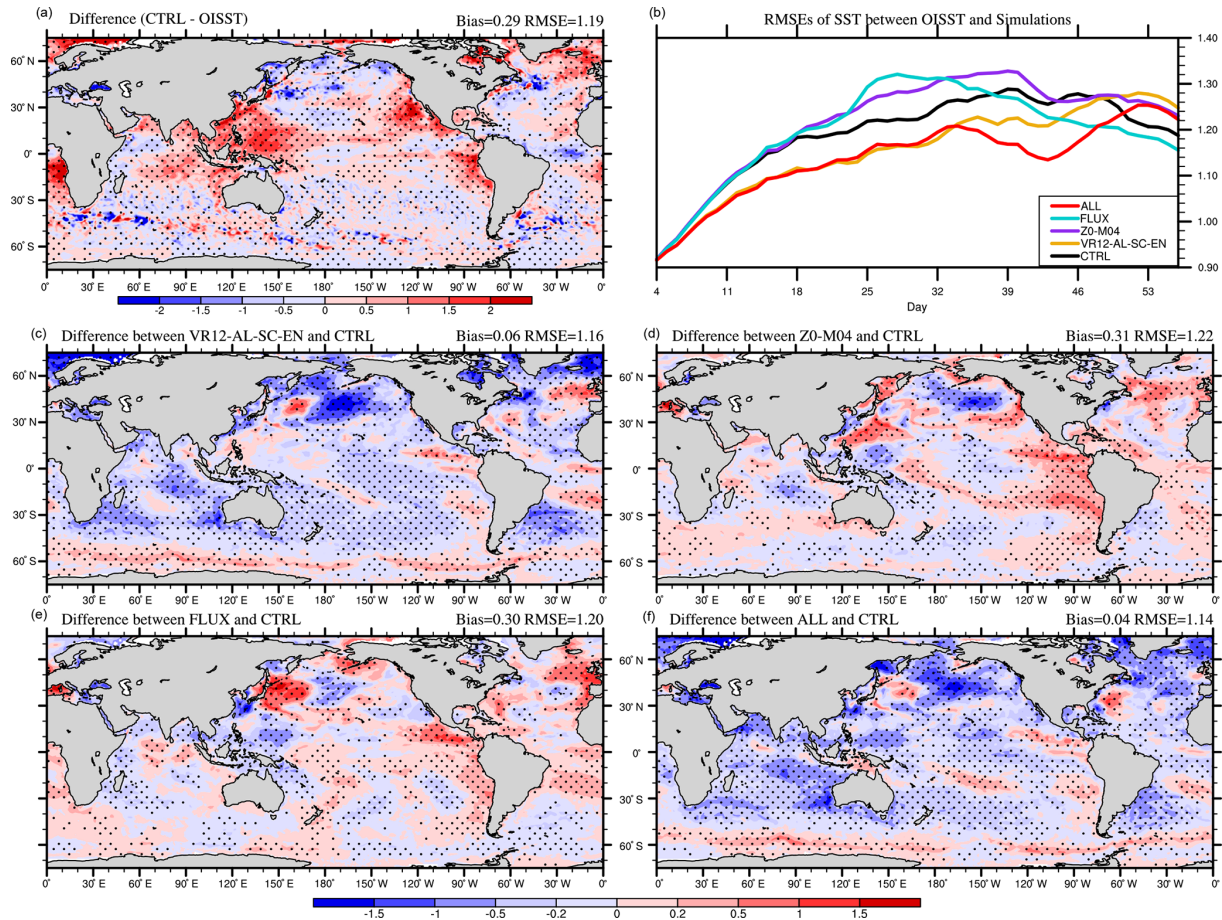 (a) Difference (CTRL - OISST) Bias=0.29 RMSE=1.19
60° N
30° N
0°
30° S
60° S
0° 30° E 60° E 90° E 120° E 150° E 180° 150° W 120° W 90° W 60° W 30° W 0°
-2 -1.5 -1 -0.5 0 0.5 1 1.5 2
(b) RMSEs of SST between OISST and Simulations
1.40
1.30
1.20
1.10
1.00
0.90
4 11 18 25 32 39 46 53
Day
ALL
FLUX
Z0-M04
VR12-AL-SC-EN
CTRL
(c) Difference between VR12-AL-SC-EN and CTRL Bias=0.06 RMSE=1.16
60° N
30° N
0°
30° S
60° S
0° 30° E 60° E 90° E 120° E 150° E 180° 150° W 120° W 90° W 60° W 30° W 0°
(d) Difference between Z0-M04 and CTRL Bias=0.31 RMSE=1.22
60° N
30° N
0°
30° S
60° S
0° 30° E 60° E 90° E 120° E 150° E 180° 150° W 120° W 90° W 60° W 30° W 0°
(e) Difference between FLUX and CTRL Bias=0.30 RMSE=1.20
60° N
30° N
0°
30° S
60° S
0° 30° E 60° E 90° E 120° E 150° E 180° 150° W 120° W 90° W 60° W 30° W 0°
(f) Difference between ALL and CTRL Bias=0.04 RMSE=1.14
60° N
30° N
0°
30° S
60° S
0° 30° E 60° E 90° E 120° E 150° E 180° 150° W 120° W 90° W 60° W 30° W 0°
-1.5 -1 -0.5 -0.2 0 0.2 0.5 1 1.5